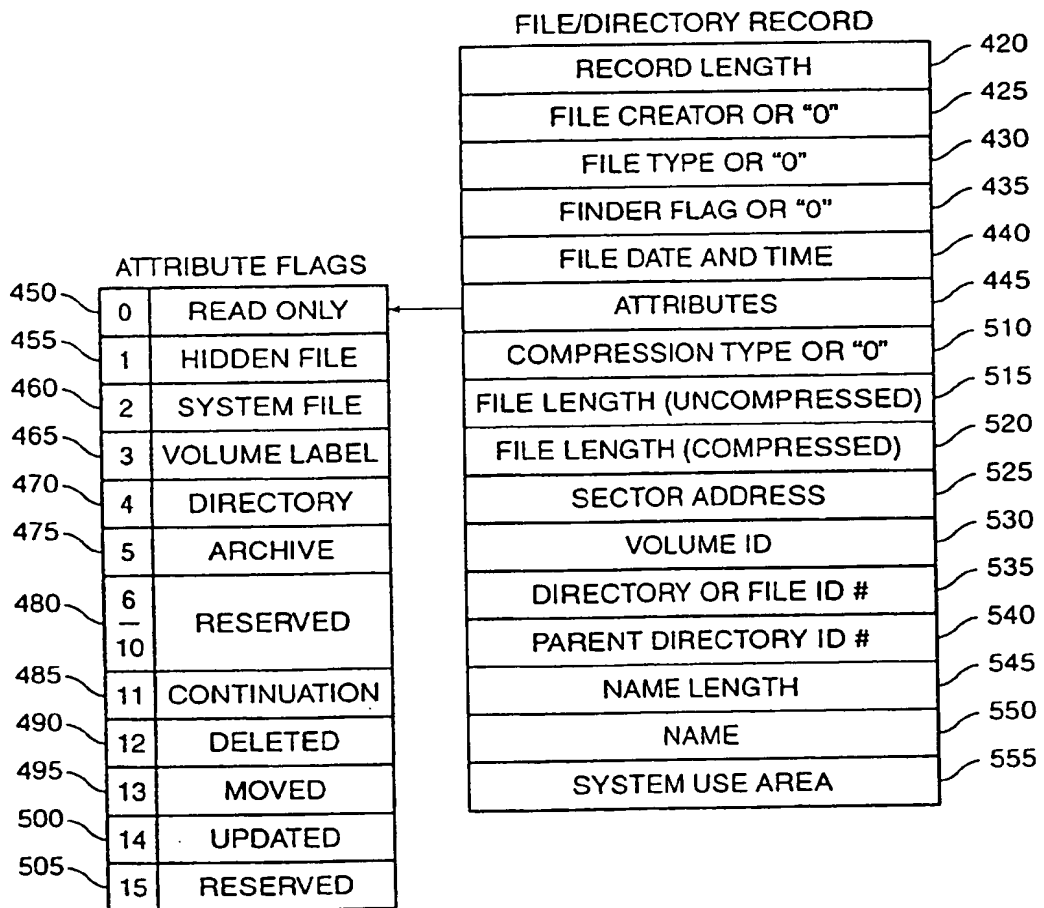 FILE/DIRECTORY RECORD
RECORD LENGTH 420
FILE CREATOR OR “0” 425
FILE TYPE OR “0” 430
FINDER FLAG OR “0” 435
FILE DATE AND TIME 440
ATTRIBUTES 445
COMPRESSION TYPE OR “0” 510
FILE LENGTH (UNCOMPRESSED) 515
FILE LENGTH (COMPRESSED) 520
SECTOR ADDRESS 525
VOLUME ID 530
DIRECTORY OR FILE ID # 535
PARENT DIRECTORY ID # 540
NAME LENGTH 545
NAME 550
SYSTEM USE AREA 555
ATTRIBUTE FLAGS
450 0 READ ONLY
455 1 HIDDEN FILE
460 2 SYSTEM FILE
465 3 VOLUME LABEL
470 4 DIRECTORY
475 5 ARCHIVE
480 6 — 10 RESERVED
485 11 CONTINUATION
490 12 DELETED
495 13 MOVED
500 14 UPDATED
505 15 RESERVED